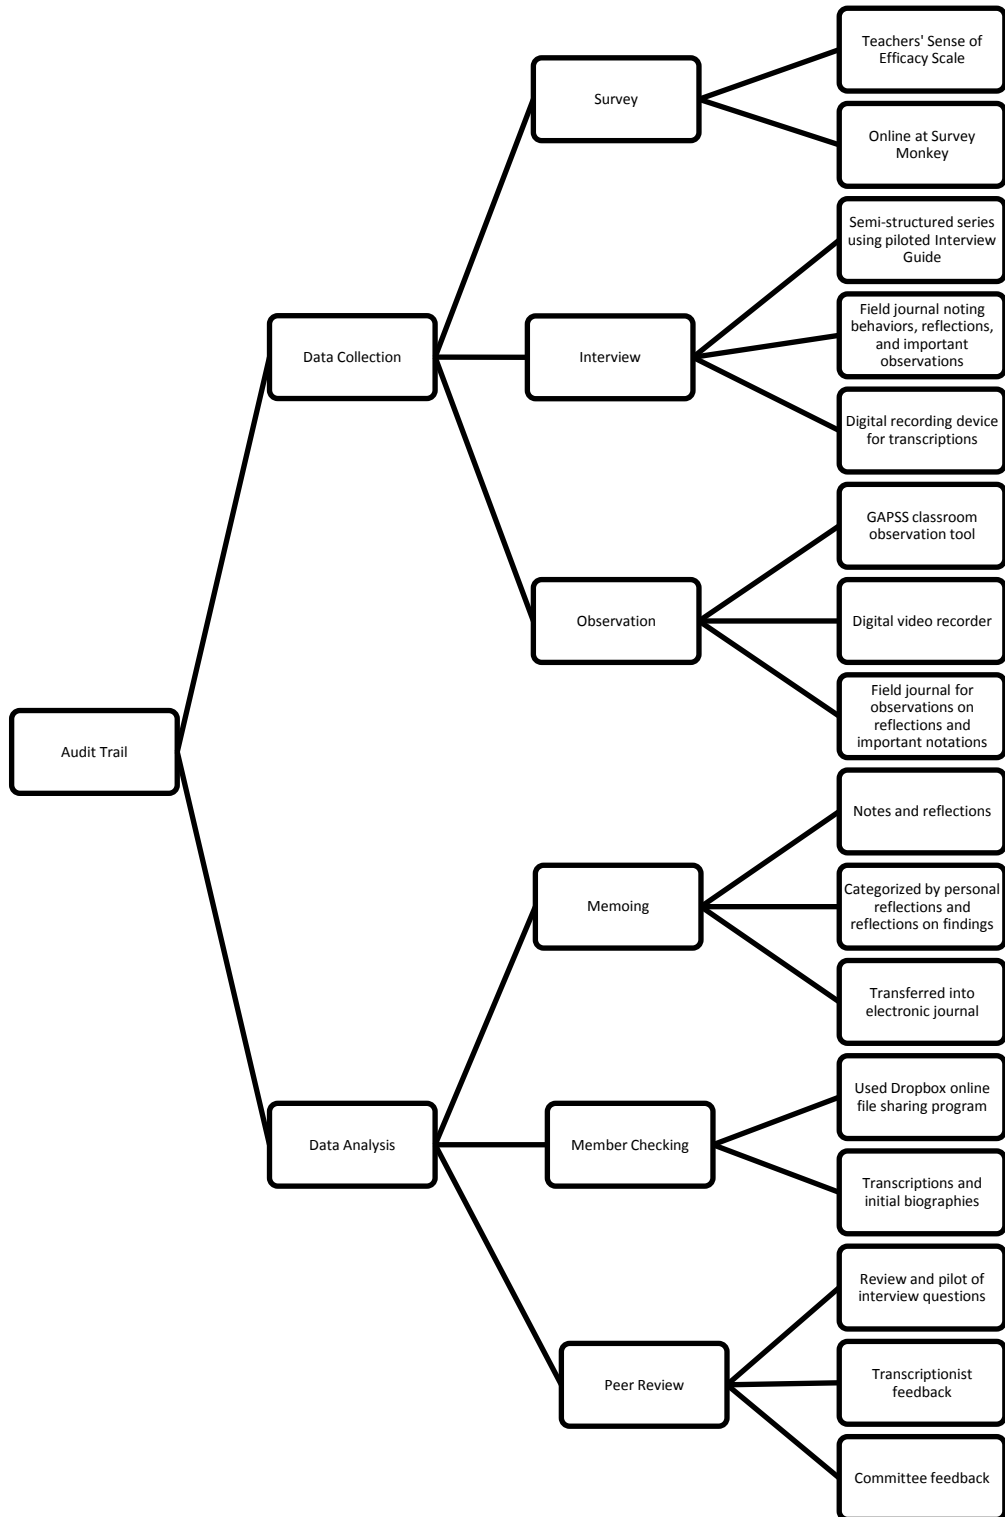 Teachers' Sense of
Efficacy Scale
Survey
Online at Survey
Monkey
Semi-structured series
using piloted Interview
Guide
Field journal noting
behaviors, reflections,
and important
observations
Data Collection
Interview
Digital recording device
for transcriptions
GAPSS classroom
observation tool
Observation
Digital video recorder
Field journal for
observations on
reflections and
important notations
Audit Trail
Notes and reflections
Memoing
Categorized by personal
reflections and
reflections on findings
Transferred into
electronic journal
Used Dropbox online
file sharing program
Data Analysis
Member Checking
Transcriptions and
initial biographies
Review and pilot of
interview questions
Peer Review
Transcriptionist
feedback
Committee feedback